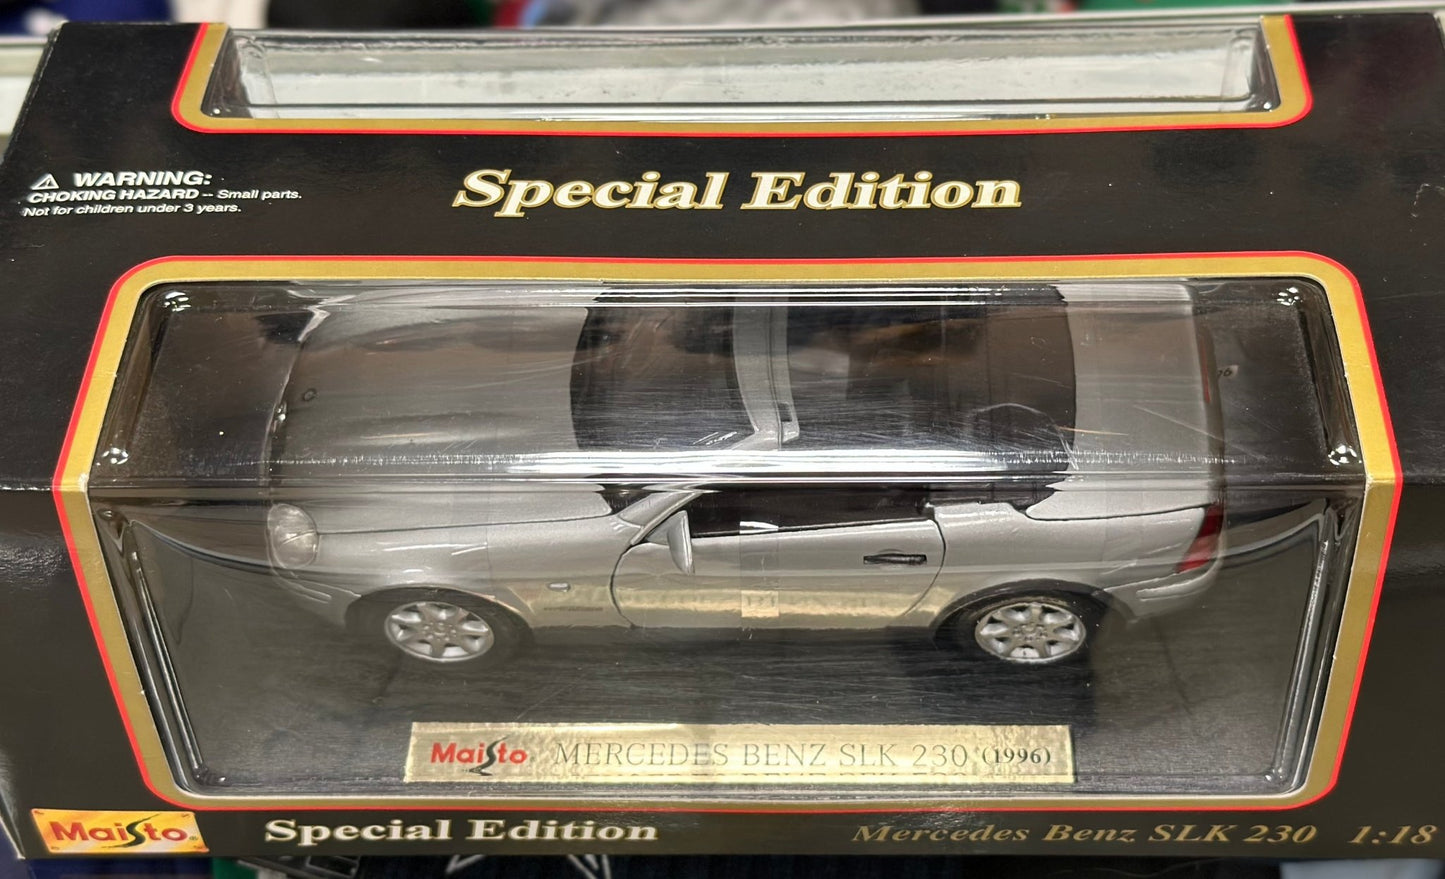 ⚠ WARNING:
CHOKING HAZARD -- Small parts.
Not for children under 3 years.
Special Edition
Maisto MERCEDES BENZ SLK 230 (1996)
Maisto® Special Edition Mercedes Benz SLK 230 1:18